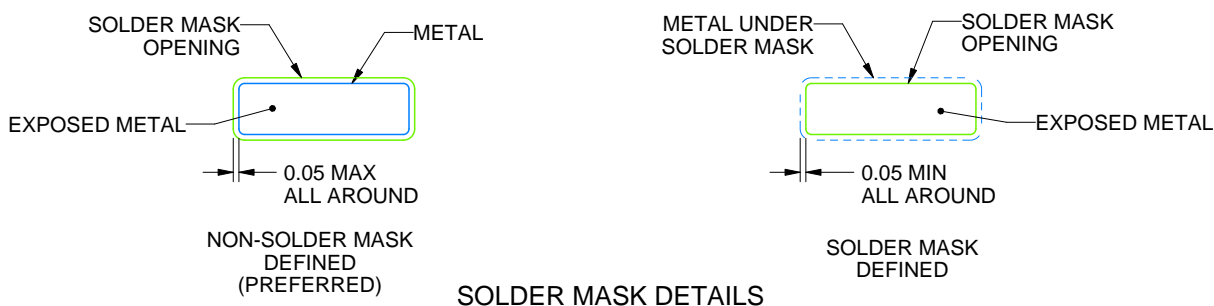 SOLDER MASK
OPENING
METAL
EXPOSED METAL
0.05 MAX
ALL AROUND
NON-SOLDER MASK
DEFINED
(PREFERRED)
METAL UNDER
SOLDER MASK
SOLDER MASK
OPENING
EXPOSED METAL
0.05 MIN
ALL AROUND
SOLDER MASK
DEFINED
SOLDER MASK DETAILS